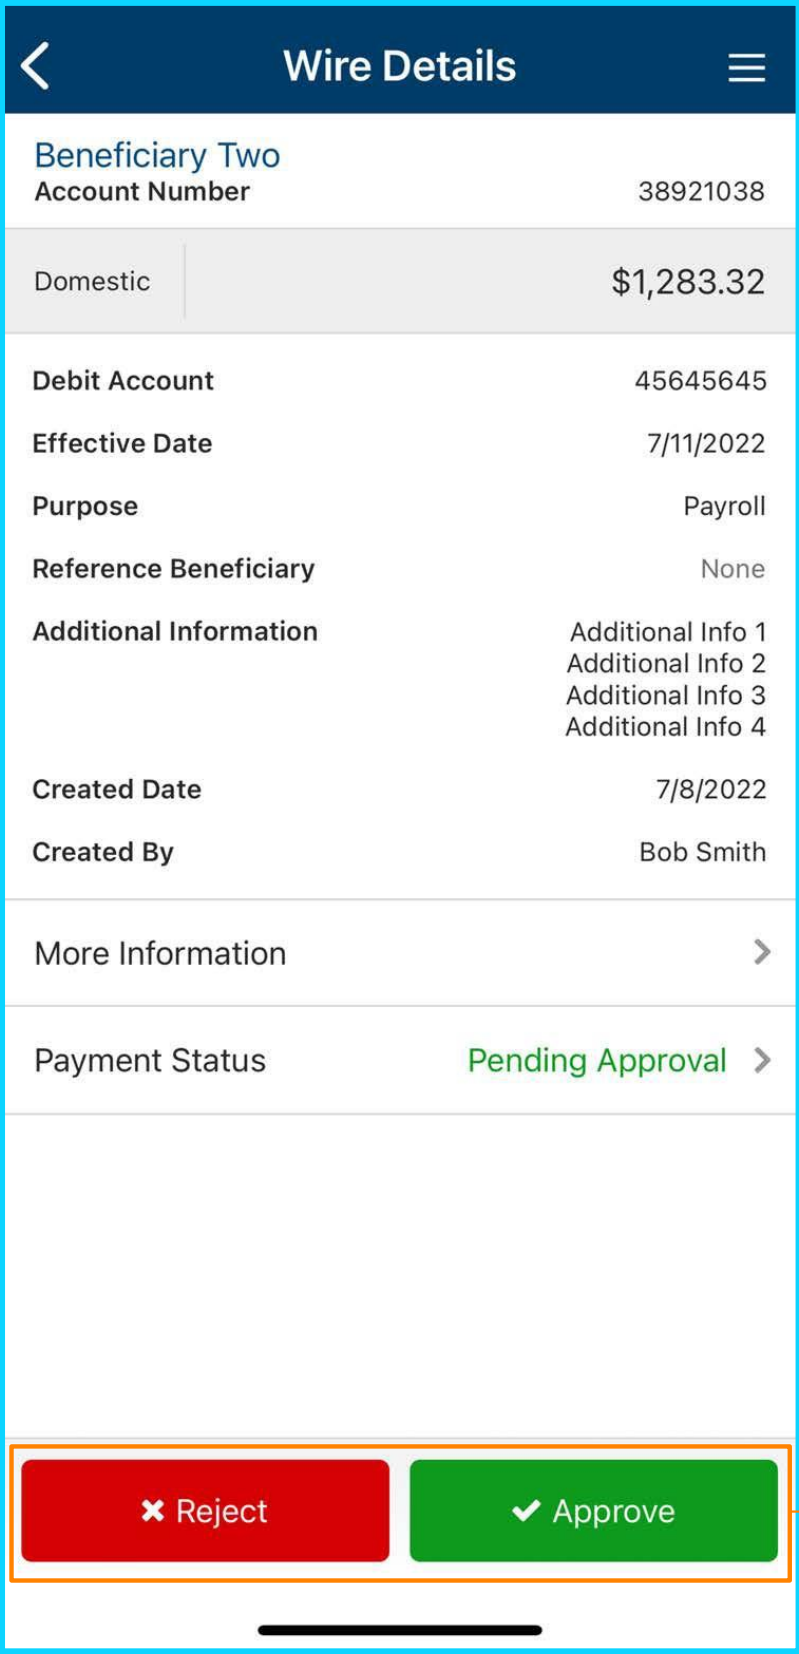 Wire Details
Beneficiary Two
Account Number 38921038
Domestic $1,283.32
Debit Account 45645645
Effective Date 7/11/2022
Purpose Payroll
Reference Beneficiary None
Additional Information Additional Info 1
Additional Info 2
Additional Info 3
Additional Info 4
Created Date 7/8/2022
Created By Bob Smith
More Information
Payment Status Pending Approval
Reject Approve